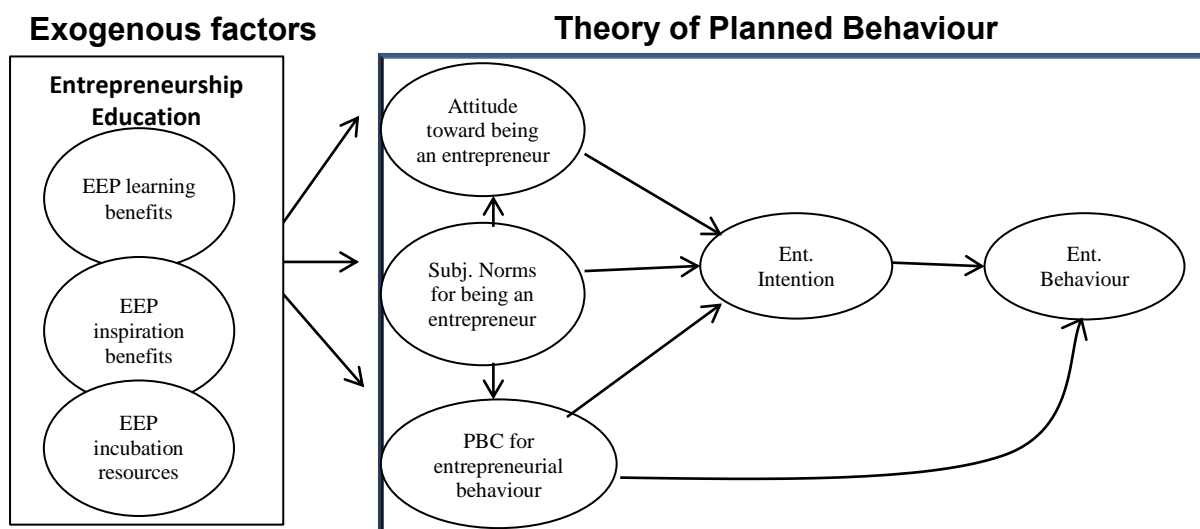 Exogenous factors
Theory of Planned Behaviour
Entrepreneurship
Education
EEP learning
benefits
EEP
inspiration
benefits
EEP
incubation
resources
Attitude
toward being
an entrepreneur
Subj. Norms
for being an
entrepreneur
PBC for
entrepreneurial
behaviour
Ent.
Intention
Ent.
Behaviour